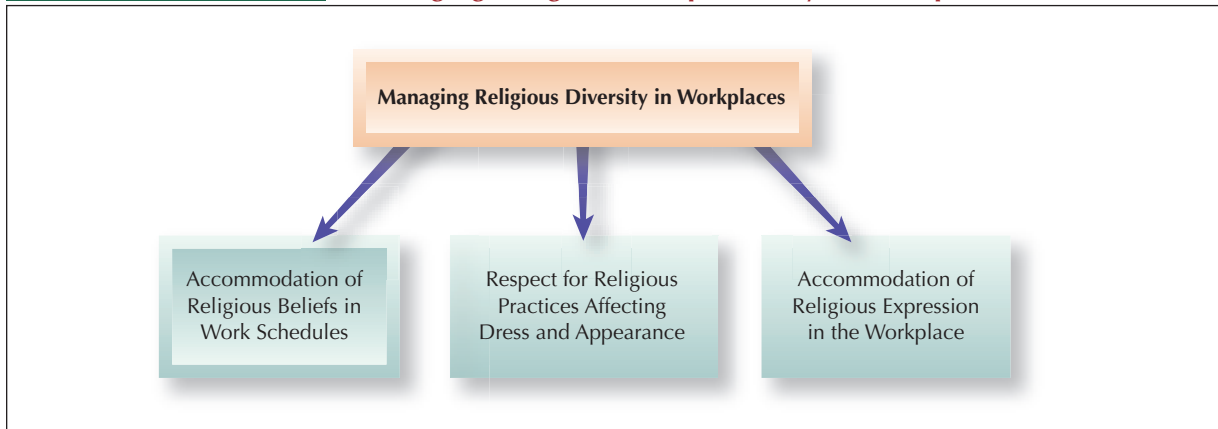 Managing Religious Diversity in Workplaces
Accommodation of
Religious Beliefs in
Work Schedules
Respect for Religious
Practices Affecting
Dress and Appearance
Accommodation of
Religious Expression
in the Workplace